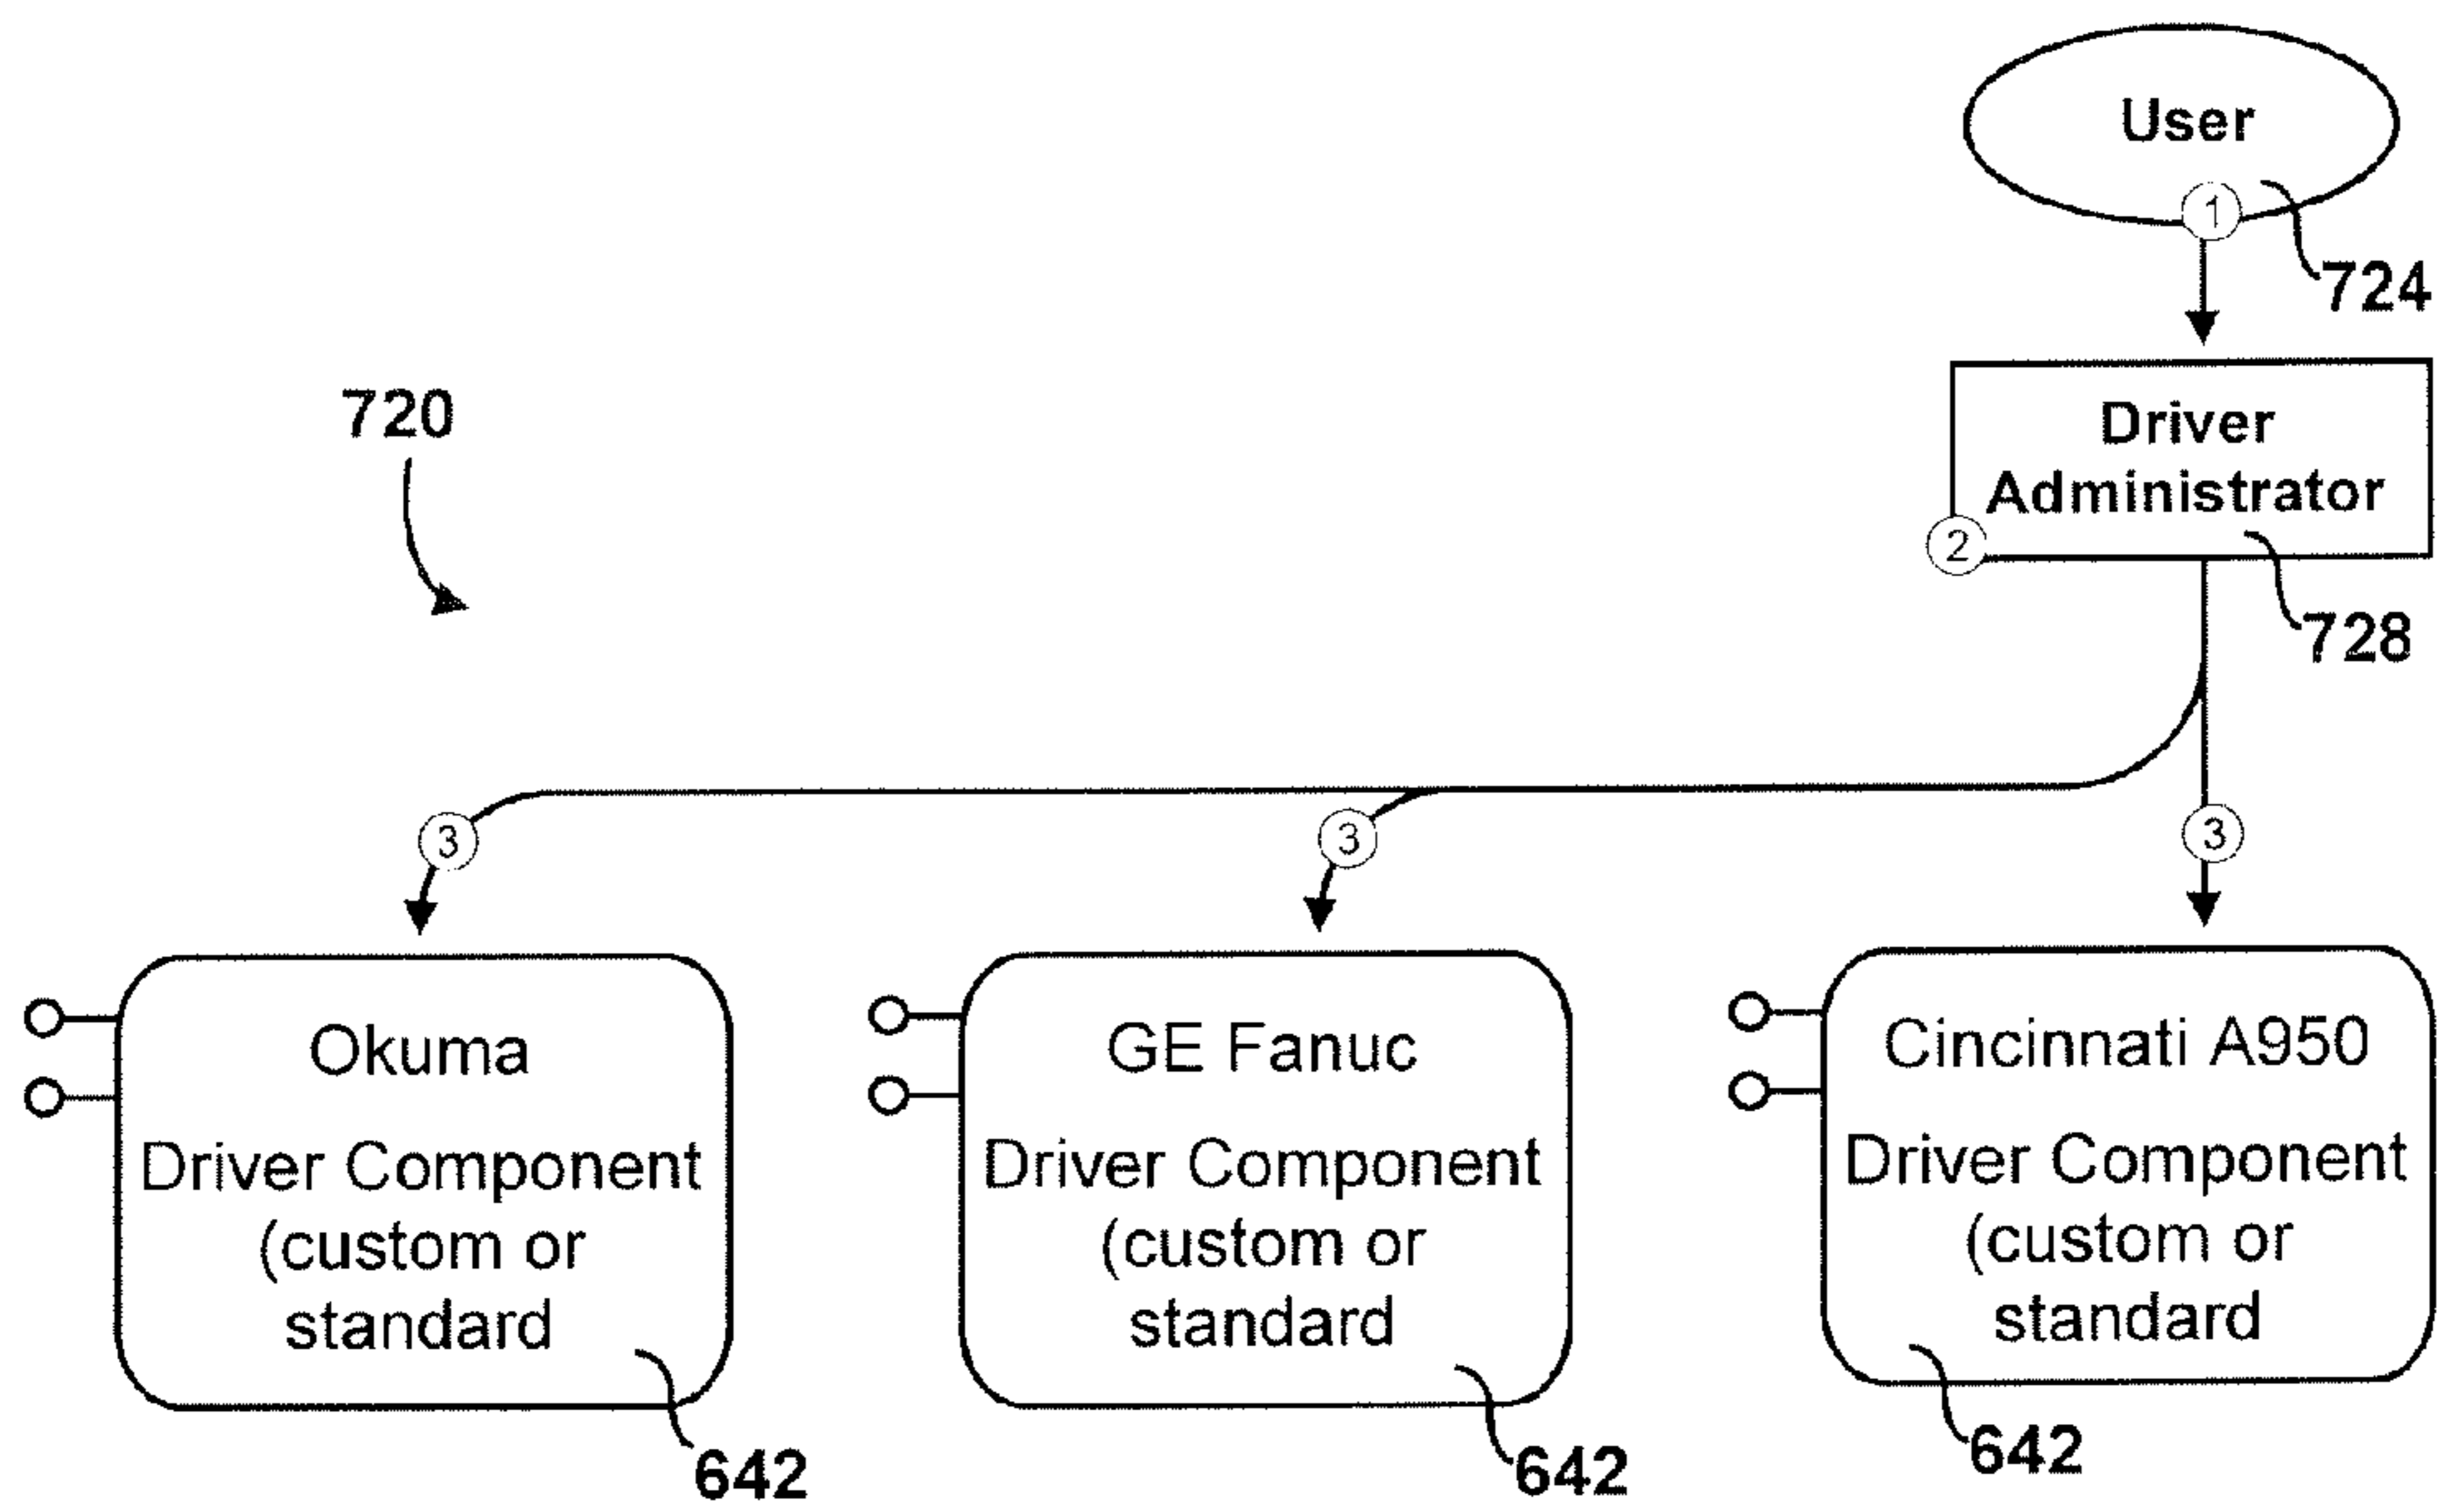 User
1
724
720
Driver
Administrator
2
728
3
3
3
Okuma
Driver Component
(custom or
standard
642
GE Fanuc
Driver Component
(custom or
standard
642
Cincinnati A950
Driver Component
(custom or
standard
642